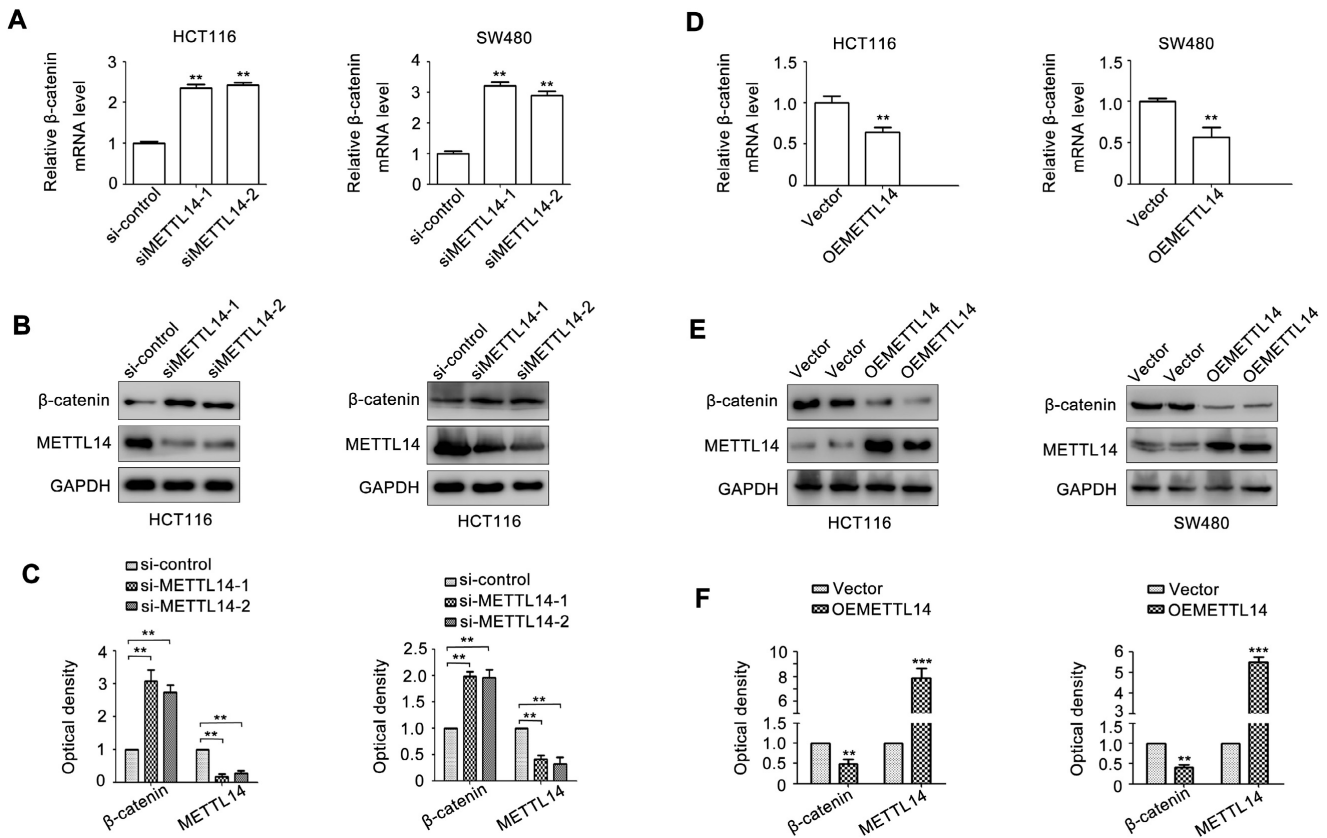 A
HCT116
Relative β-catenin
mRNA level
3
2
1
0
**
**
si-control
siMETTL14-1
siMETTL14-2
SW480
Relative β-catenin
mRNA level
4
3
2
1
0
**
**
si-control
siMETTL14-1
siMETTL14-2
D
HCT116
Relative β-catenin
mRNA level
1.5
1.0
0.5
0
**
Vector
OEMETTL14
SW480
Relative β-catenin
mRNA level
1.5
1.0
0.5
0
**
Vector
OEMETTL14
B
si-control
siMETTL14-1
siMETTL14-2
β-catenin
METTL14
GAPDH
HCT116
si-control
siMETTL14-1
siMETTL14-2
β-catenin
METTL14
GAPDH
HCT116
E
Vector
Vector
OEMETTL14
OEMETTL14
β-catenin
METTL14
GAPDH
HCT116
Vector
Vector
OEMETTL14
OEMETTL14
β-catenin
METTL14
GAPDH
SW480
C
si-control
si-METTL14-1
si-METTL14-2
Optical density
4
3
2
1
0
**
**
**
**
β-catenin
METTL14
si-control
si-METTL14-1
si-METTL14-2
Optical density
2.5
2.0
1.5
1.0
0.5
0
**
**
**
**
β-catenin
METTL14
F
Vector
OEMETTL14
Optical density
10
8
6
1.5
1.0
0.5
0
**
***
β-catenin
METTL14
Vector
OEMETTL14
Optical density
6
5
4
3
2
1.5
1.0
0.5
0
**
***
β-catenin
METTL14